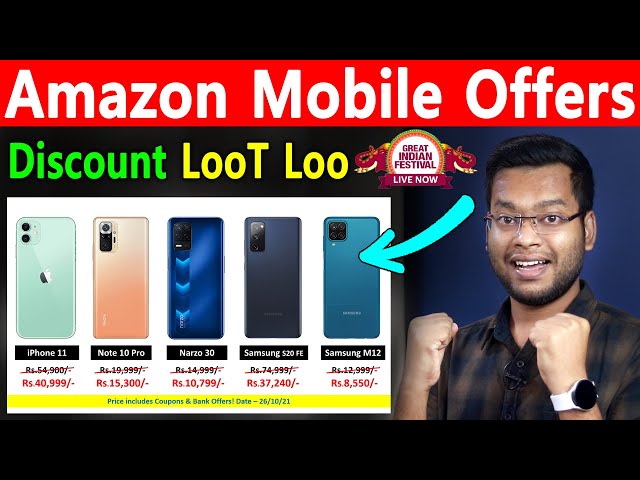 Amazon Mobile Offers
Discount LooT Loo
GREAT
INDIAN
FESTIVAL
LIVE NOW
iPhone 11 Note 10 Pro Narzo 30 Samsung S20 FE Samsung M12
Rs.54,900/- Rs.19,999/- Rs.14,999/- Rs.74,999/- Rs.12,999/-
Rs.40,999/- Rs.15,300/- Rs.10,799/- Rs.37,240/- Rs.8,550/-
Price includes Coupons & Bank Offers! Date – 26/10/21
SAMSUNG